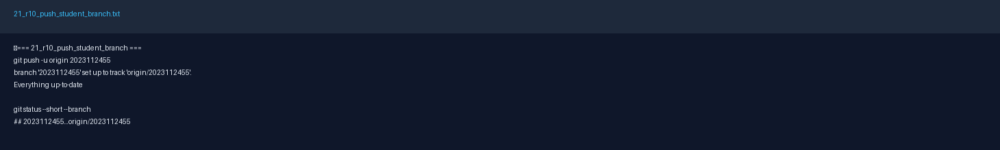 21_r10_push_student_branch.txt
=== 21_r10_push_student_branch ===
git push -u origin 2023112455
branch '2023112455' set up to track 'origin/2023112455'.
Everything up-to-date
git status --short --branch
## 2023112455...origin/2023112455